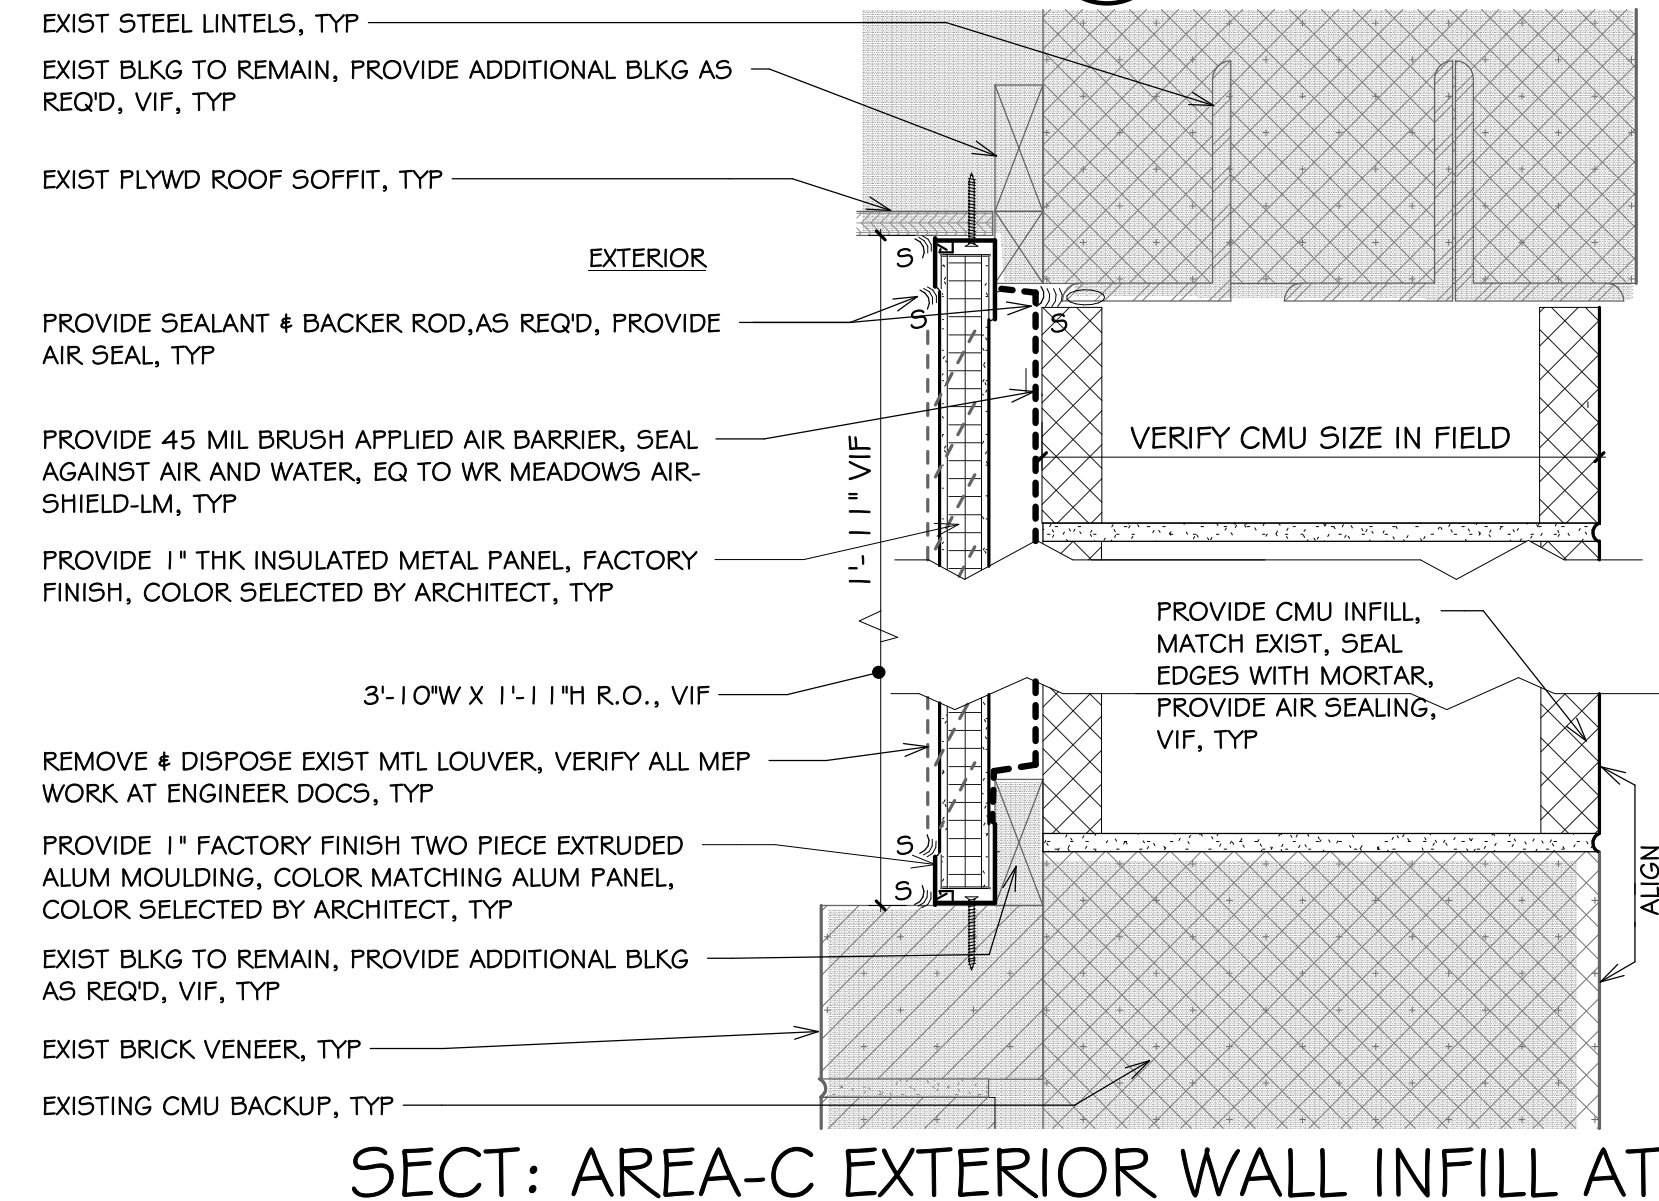 EXIST STEEL LINTELS, TYP
EXIST BLKG TO REMAIN, PROVIDE ADDITIONAL BLKG AS
REQ'D, VIF, TYP
EXIST PLYWD ROOF SOFFIT, TYP
EXTERIOR
S
PROVIDE SEALANT & BACKER ROD,AS REQ'D, PROVIDE
AIR SEAL, TYP
S
S
PROVIDE 45 MIL BRUSH APPLIED AIR BARRIER, SEAL
AGAINST AIR AND WATER, EQ TO WR MEADOWS AIR-
SHIELD-LM, TYP
VERIFY CMU SIZE IN FIELD
1'-11" VIF
PROVIDE 1" THK INSULATED METAL PANEL, FACTORY
FINISH, COLOR SELECTED BY ARCHITECT, TYP
PROVIDE CMU INFILL,
MATCH EXIST, SEAL
EDGES WITH MORTAR,
PROVIDE AIR SEALING,
VIF, TYP
3'-10"W X 1'-11"H R.O., VIF
REMOVE & DISPOSE EXIST MTL LOUVER, VERIFY ALL MEP
WORK AT ENGINEER DOCS, TYP
PROVIDE 1" FACTORY FINISH TWO PIECE EXTRUDED
ALUM MOULDING, COLOR MATCHING ALUM PANEL,
COLOR SELECTED BY ARCHITECT, TYP
S
S
ALIGN
EXIST BLKG TO REMAIN, PROVIDE ADDITIONAL BLKG
AS REQ'D, VIF, TYP
EXIST BRICK VENEER, TYP
EXISTING CMU BACKUP, TYP
SECT: AREA-C EXTERIOR WALL INFILL AT